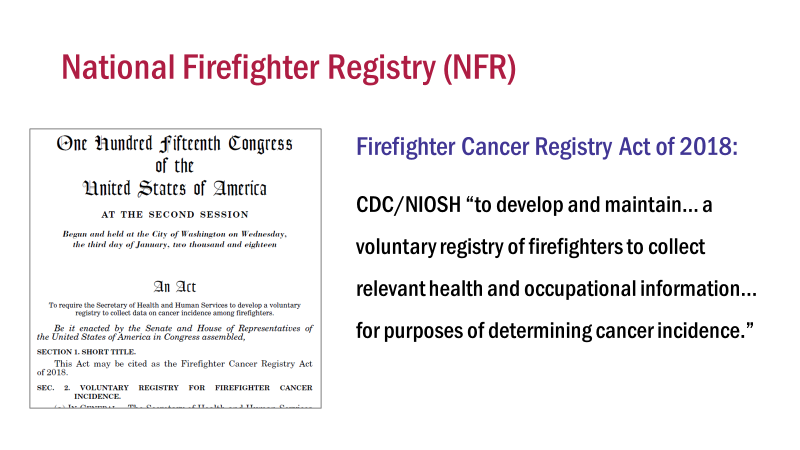 National Firefighter Registry (NFR)
One Hundred Fifteenth Congress
of the
United States of America
AT THE SECOND SESSION
Begun and held at the City of Washington on Wednesday,
the third day of January, two thousand and eighteen
An Act
To require the Secretary of Health and Human Services to develop a voluntary
registry to collect data on cancer incidence among firefighters.
Be it enacted by the Senate and House of Representatives of
the United States of America in Congress assembled,
SECTION 1. SHORT TITLE.
This Act may be cited as the Firefighter Cancer Registry Act
of 2018.
SEC. 2. VOLUNTARY REGISTRY FOR FIREFIGHTER CANCER
INCIDENCE.
(a) IN GENERAL.—The Secretary of Health and Human Services
Firefighter Cancer Registry Act of 2018:
CDC/NIOSH “to develop and maintain… a
voluntary registry of firefighters to collect
relevant health and occupational information…
for purposes of determining cancer incidence.”